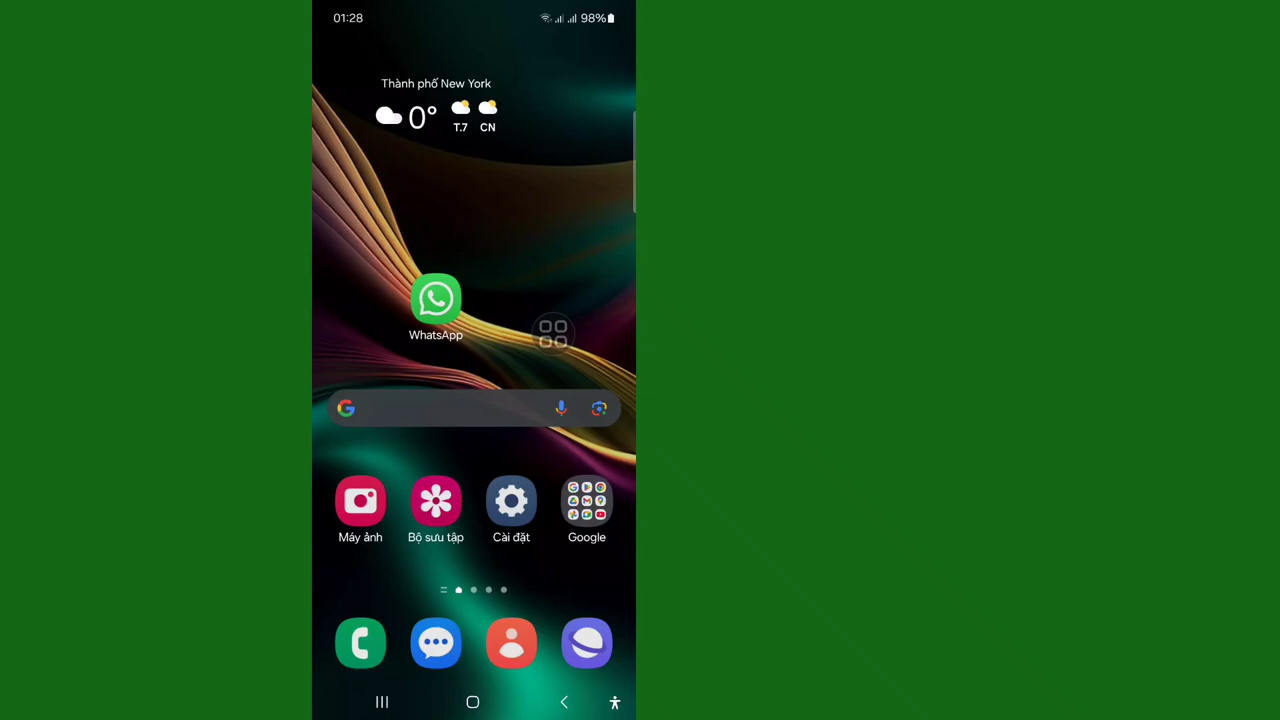 01:28
98%
Thành phố New York
0°
T.7 CN
WhatsApp
Máy ảnh Bộ sưu tập Cài đặt Google